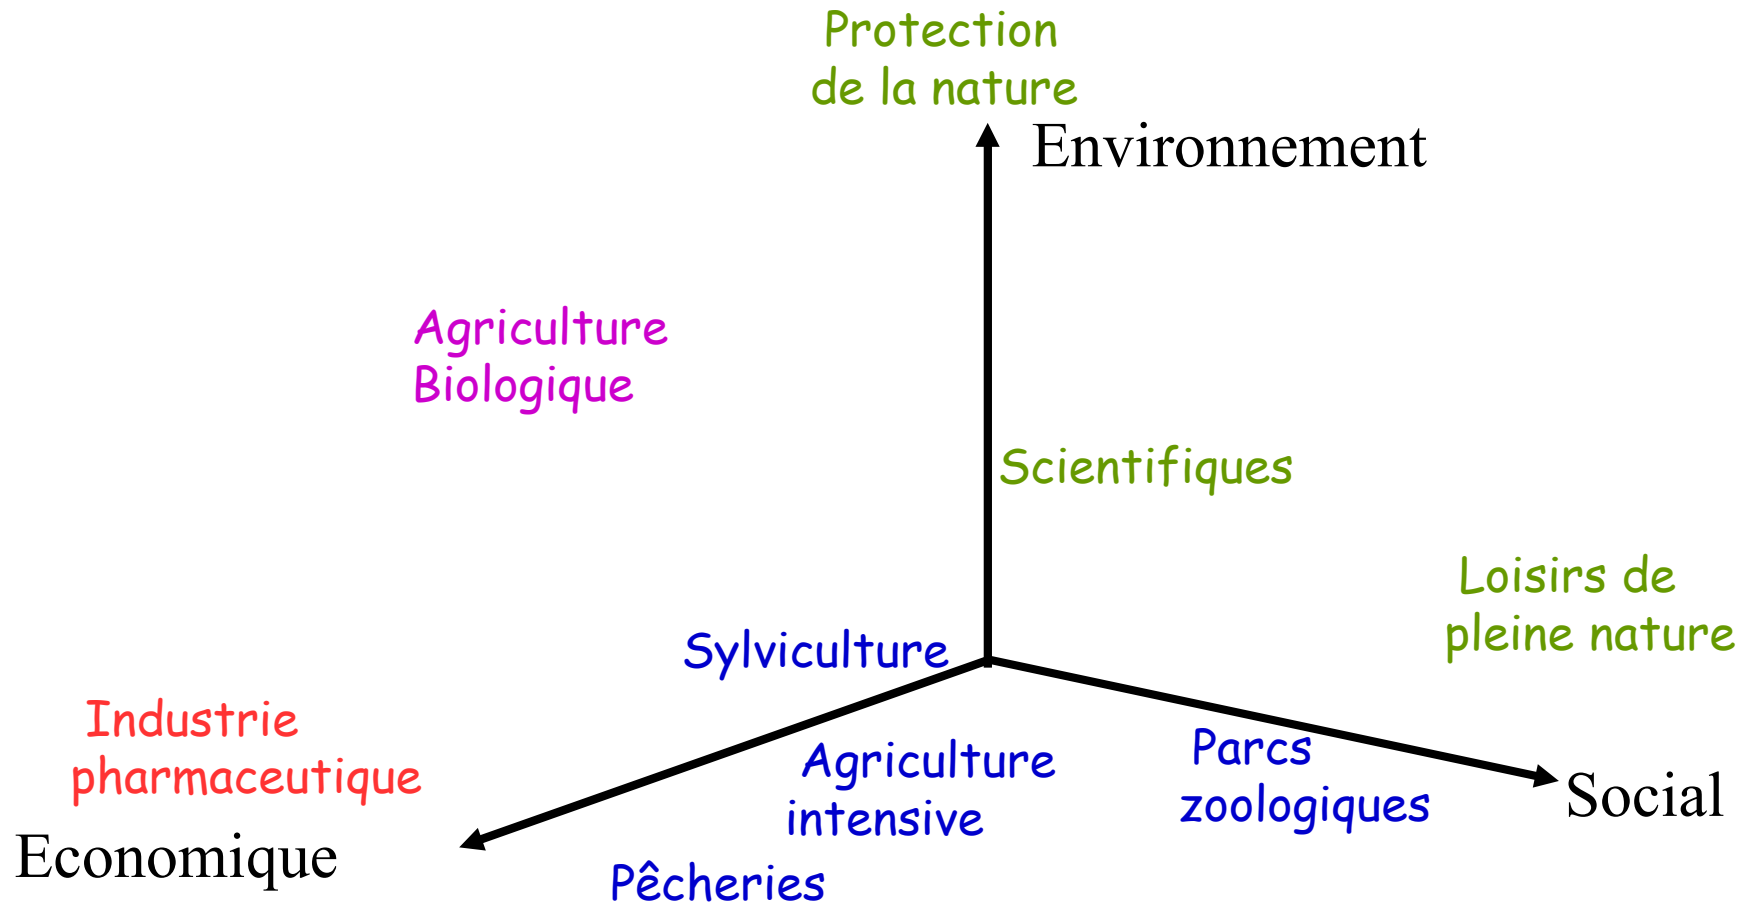 Protection
de la nature
Environnement
Agriculture
Biologique
Scientifiques
Loisirs de
pleine nature
Sylviculture
Industrie
pharmaceutique
Agriculture
intensive
Parcs
zoologiques
Social
Economique
Pêcheries